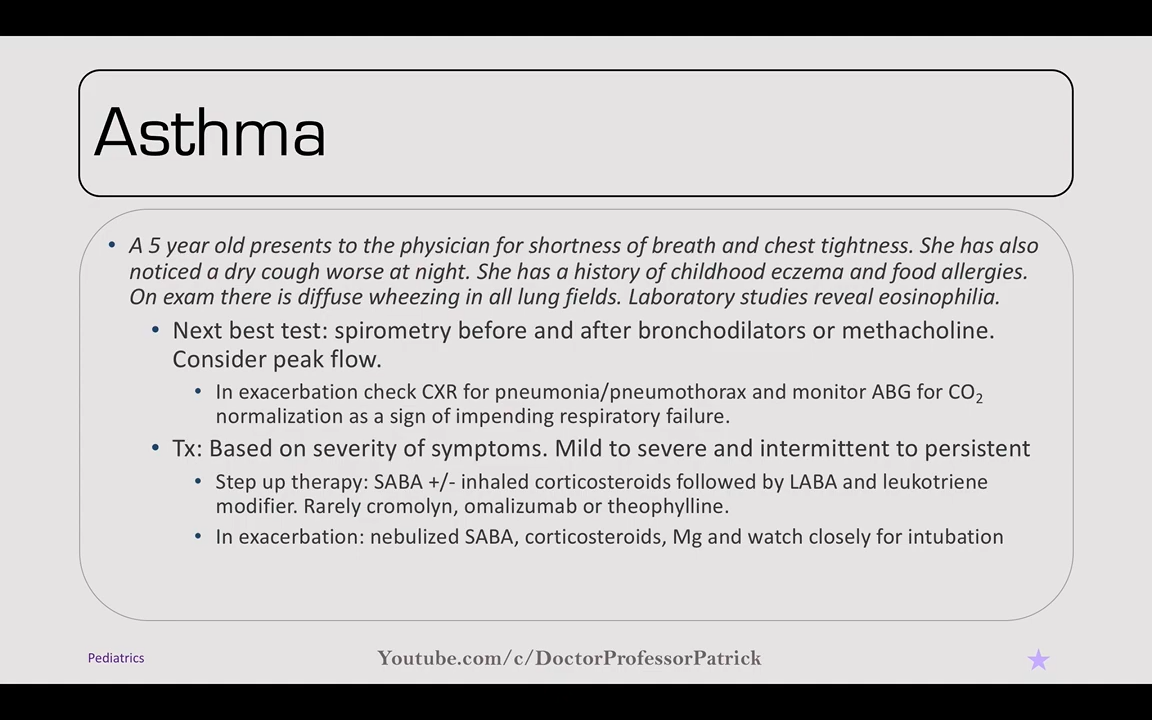 Asthma
• A 5 year old presents to the physician for shortness of breath and chest tightness. She has also
noticed a dry cough worse at night. She has a history of childhood eczema and food allergies.
On exam there is diffuse wheezing in all lung fields. Laboratory studies reveal eosinophilia.
• Next best test: spirometry before and after bronchodilators or methacholine.
Consider peak flow.
• In exacerbation check CXR for pneumonia/pneumothorax and monitor ABG for CO₂
normalization as a sign of impending respiratory failure.
• Tx: Based on severity of symptoms. Mild to severe and intermittent to persistent
• Step up therapy: SABA +/- inhaled corticosteroids followed by LABA and leukotriene
modifier. Rarely cromolyn, omalizumab or theophylline.
• In exacerbation: nebulized SABA, corticosteroids, Mg and watch closely for intubation
Pediatrics
Youtube.com/c/DoctorProfessorPatrick